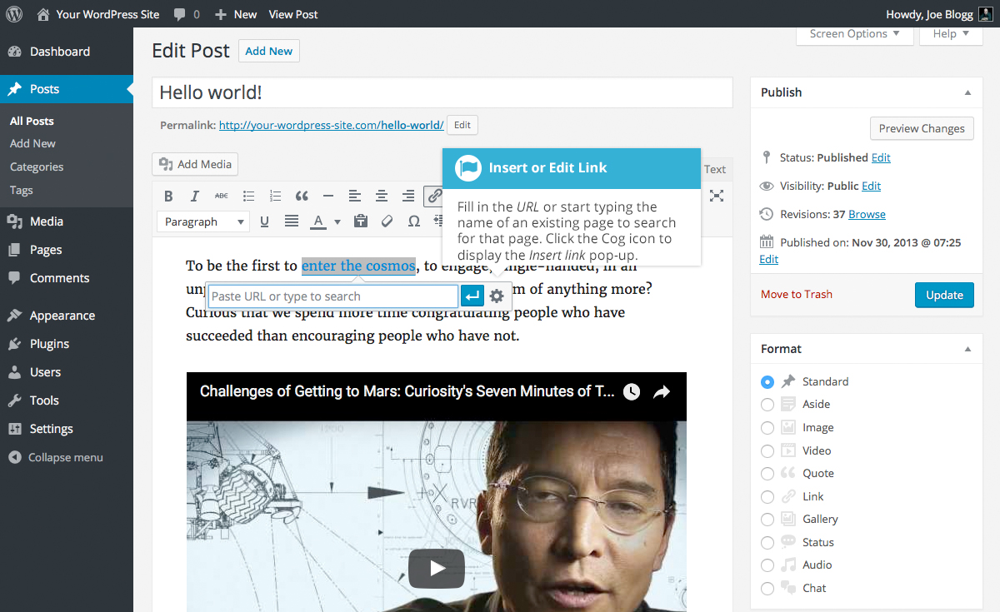 Your WordPress Site 0 New View Post Howdy, Joe Blogg
Dashboard
Posts
All Posts
Add New
Categories
Tags
Media
Pages
Comments
Appearance
Plugins
Users
Tools
Settings
Collapse menu
Screen Options Help
Edit Post Add New
Hello world!
Permalink: http://your-wordpress-site.com/hello-world/ Edit
Add Media
Text
B I ABC
Paragraph U A Ω
Insert or Edit Link
Fill in the URL or start typing the
name of an existing page to search
for that page. Click the Cog icon to
display the Insert link pop-up.
To be the first to enter the cosmos, to engage, single-handed, in an
Paste URL or type to search
m of anything more?
Curious that we spend more time congratulating people who have
succeeded than encouraging people who have not.
Challenges of Getting to Mars: Curiosity's Seven Minutes of T...
RVR
Publish
Preview Changes
Status: Published Edit
Visibility: Public Edit
Revisions: 37 Browse
Published on: Nov 30, 2013 @ 07:25
Edit
Move to Trash Update
Format
Standard
Aside
Image
Video
Quote
Link
Gallery
Status
Audio
Chat